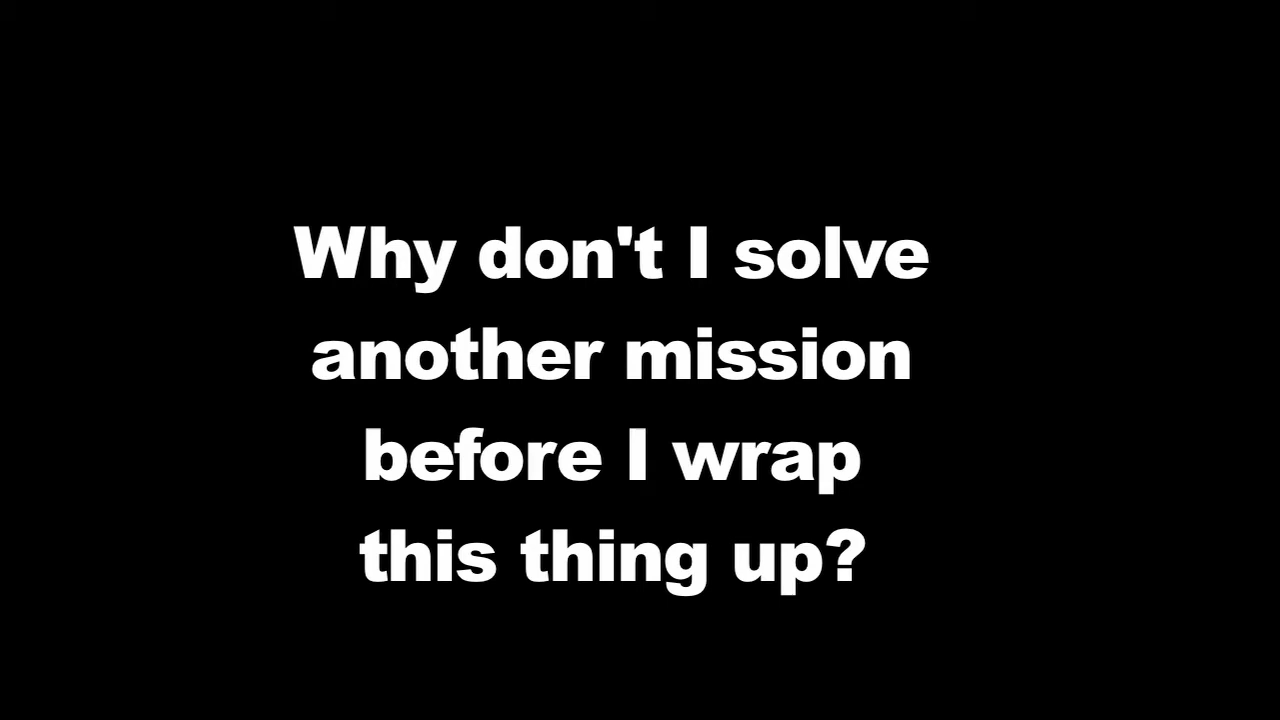 Why don't I solve
another mission
before I wrap
this thing up?